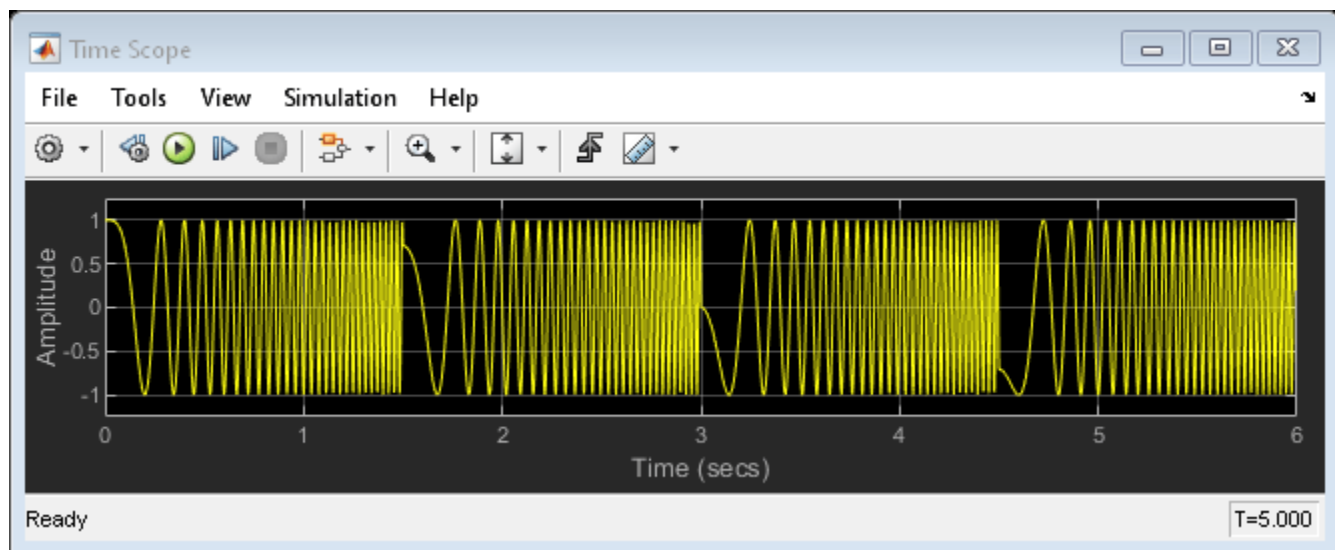 Time Scope
File Tools View Simulation Help
1
0.5
0
-0.5
-1
Amplitude
0 1 2 3 4 5 6
Time (secs)
Ready T=5.000